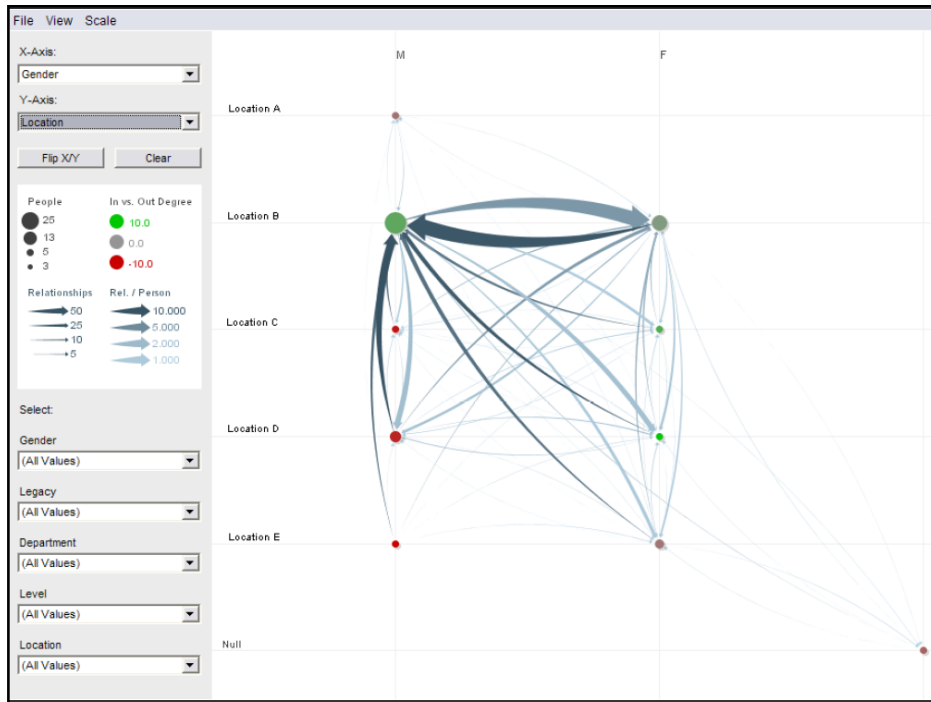 File View Scale
X-Axis:
Gender
Y-Axis:
Location
Flip X/Y Clear
People In vs. Out Degree
25 10.0
13 0.0
5
3 -10.0
Relationships Rel. / Person
50 10.000
25 5.000
10 2.000
5 1.000
Select:
Gender
(All Values)
Legacy
(All Values)
Department
(All Values)
Level
(All Values)
Location
(All Values)
M F
Location A
Location B
Location C
Location D
Location E
Null